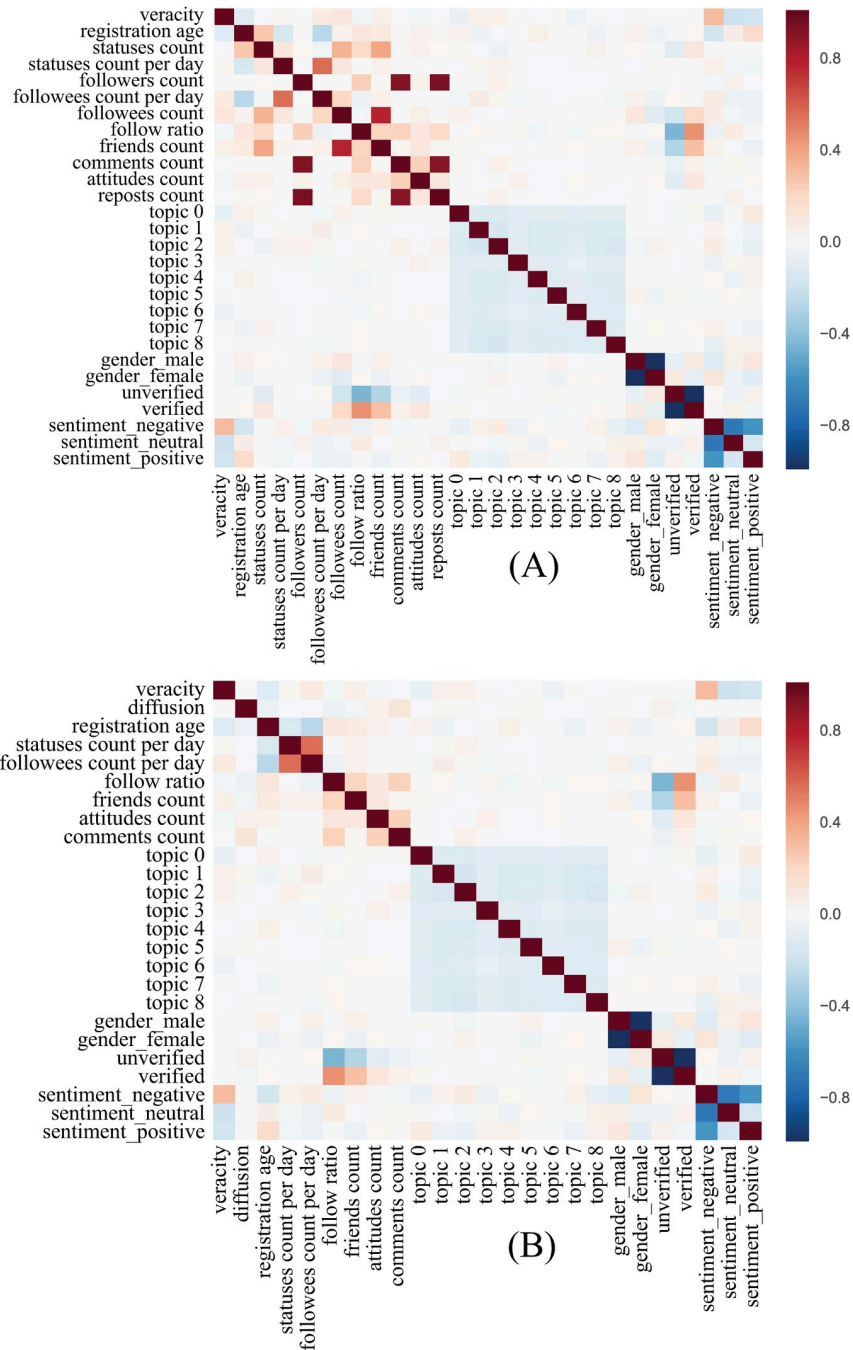 veracity
registration age
statuses count
statuses count per day
followers count
followees count per day
followees count
follow ratio
friends count
comments count
attitudes count
reposts count
topic 0
topic 1
topic 2
topic 3
topic 4
topic 5
topic 6
topic 7
topic 8
gender_male
gender_female
unverified
verified
sentiment_negative
sentiment_neutral
sentiment_positive
0.8
0.4
0.0
−0.4
−0.8
veracity
registration age
statuses count
statuses count per day
followers count
followees count per day
followees count
follow ratio
friends count
comments count
attitudes count
reposts count
topic 0
topic 1
topic 2
topic 3
topic 4
topic 5
topic 6
topic 7
topic 8
gender_male
gender_female
unverified
verified
sentiment_negative
sentiment_neutral
sentiment_positive
(A)
veracity
diffusion
registration age
statuses count per day
followees count per day
follow ratio
friends count
attitudes count
comments count
topic 0
topic 1
topic 2
topic 3
topic 4
topic 5
topic 6
topic 7
topic 8
gender_male
gender_female
unverified
verified
sentiment_negative
sentiment_neutral
sentiment_positive
0.8
0.4
0.0
−0.4
−0.8
veracity
diffusion
registration age
statuses count per day
followees count per day
follow ratio
friends count
attitudes count
comments count
topic 0
topic 1
topic 2
topic 3
topic 4
topic 5
topic 6
topic 7
topic 8
gender_male
gender_female
unverified
verified
sentiment_negative
sentiment_neutral
sentiment_positive
(B)